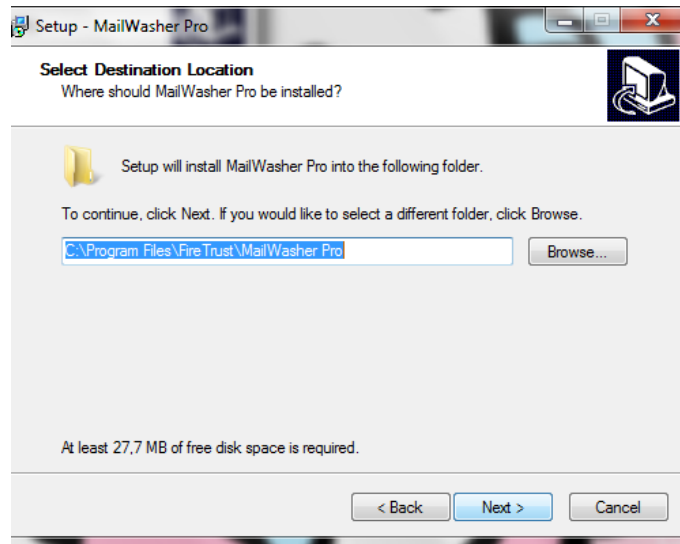 Setup - MailWasher Pro
Select Destination Location
Where should MailWasher Pro be installed?
Setup will install MailWasher Pro into the following folder.
To continue, click Next. If you would like to select a different folder, click Browse.
C:\Program Files\FireTrust\MailWasher Pro
Browse...
At least 27,7 MB of free disk space is required.
< Back
Next >
Cancel